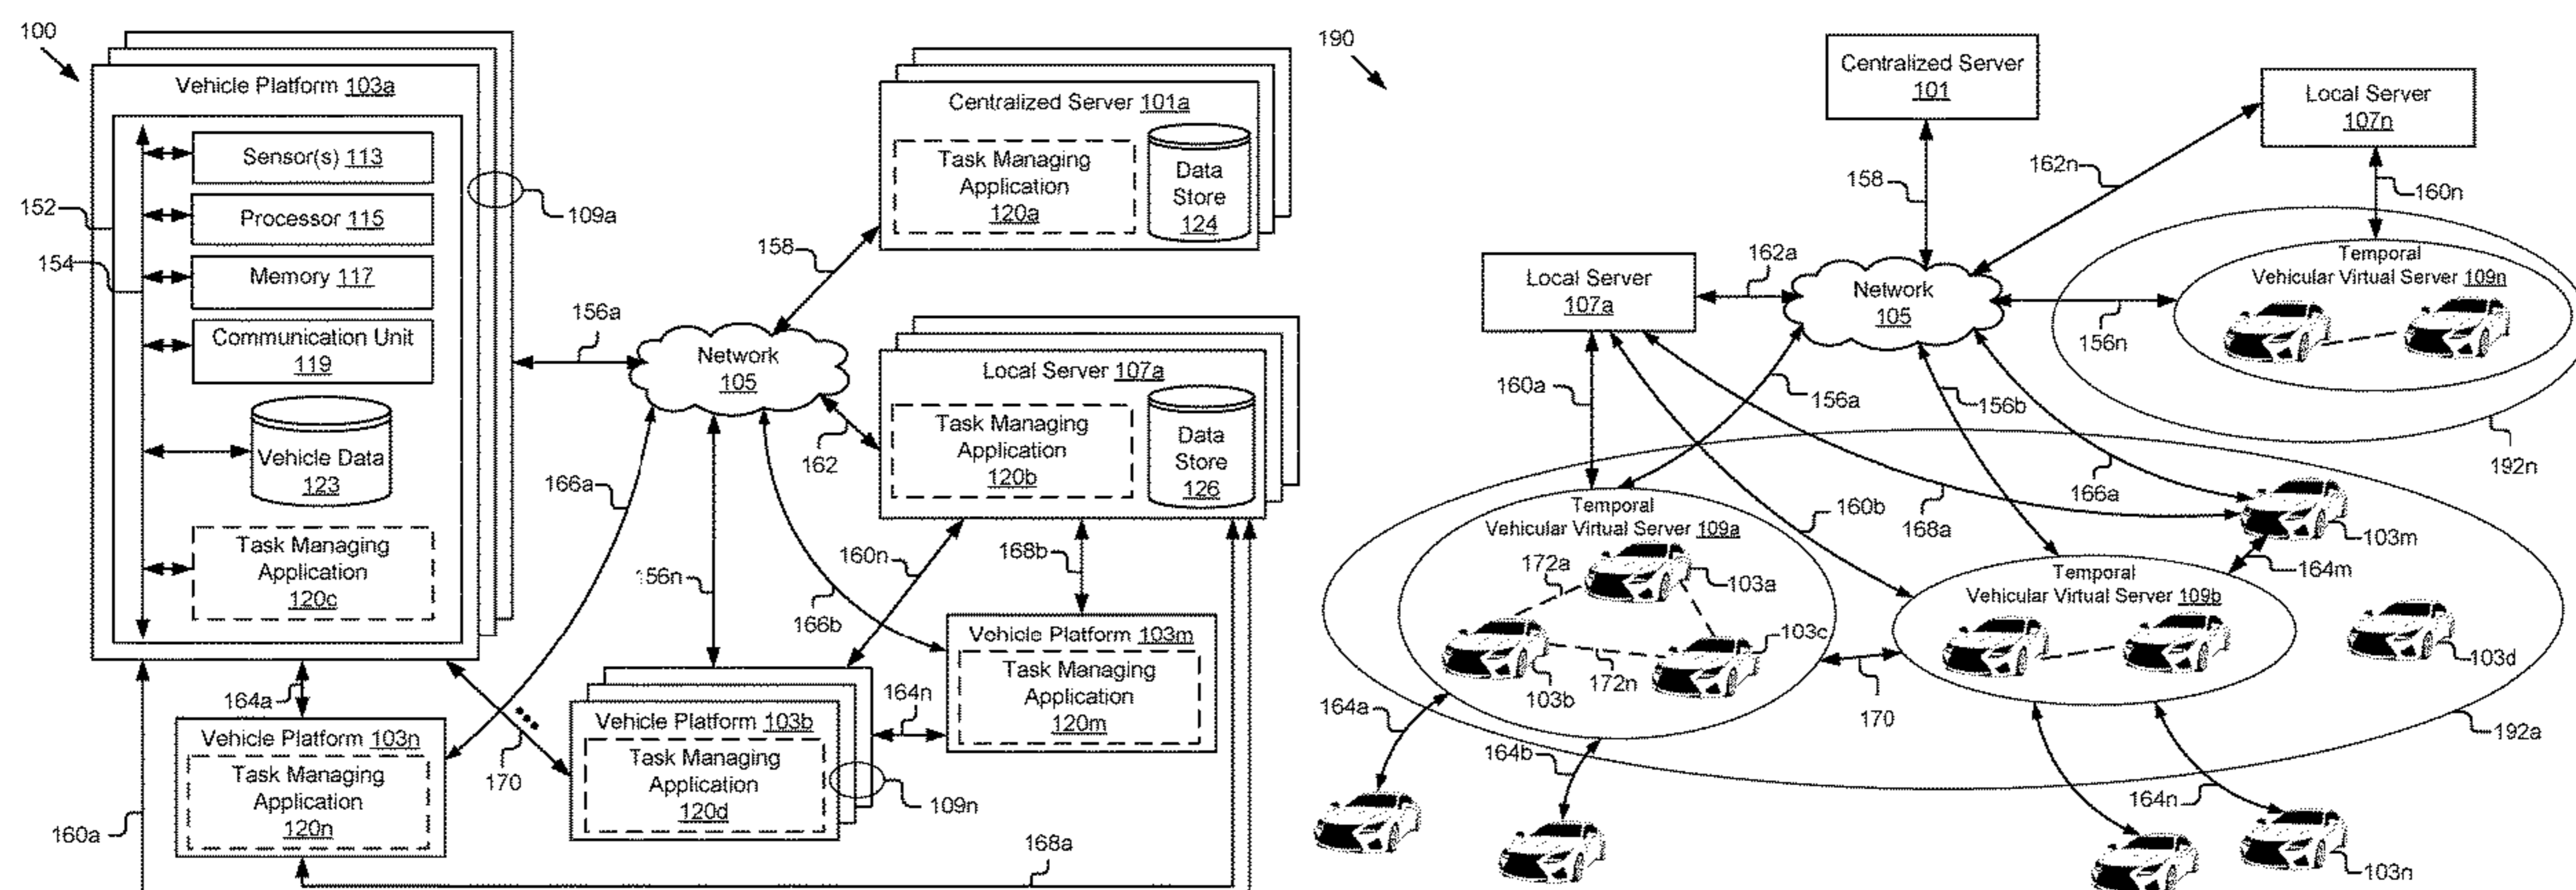 100
Vehicle Platform 103a
Sensor(s) 113
Processor 115
Memory 117
Communication Unit
119
Vehicle Data
123
Task Managing
Application
120c
152
154
109a
Centralized Server 101a
Task Managing
Application
120a
Data
Store
124
158
156a
Network
105
Local Server 107a
Task Managing
Application
120b
Data
Store
126
162
166a
156n
166b
160n
168b
Vehicle Platform 103m
Task Managing
Application
120m
164a
Vehicle Platform 103n
Task Managing
Application
120n
170
Vehicle Platform 103b
Task Managing
Application
120d
164n
109n
160a
168a
190
Centralized Server
101
Local Server
107n
158
162n
160n
Local Server
107a
162a
Network
105
Temporal
Vehicular Virtual Server 109n
156n
192n
160a
156a
156b
166a
168a
160b
Temporal
Vehicular Virtual Server 109a
172a
103a
103c
103b
172n
103m
164m
Temporal
Vehicular Virtual Server 109b
103d
170
192a
164a
164b
164n
103n